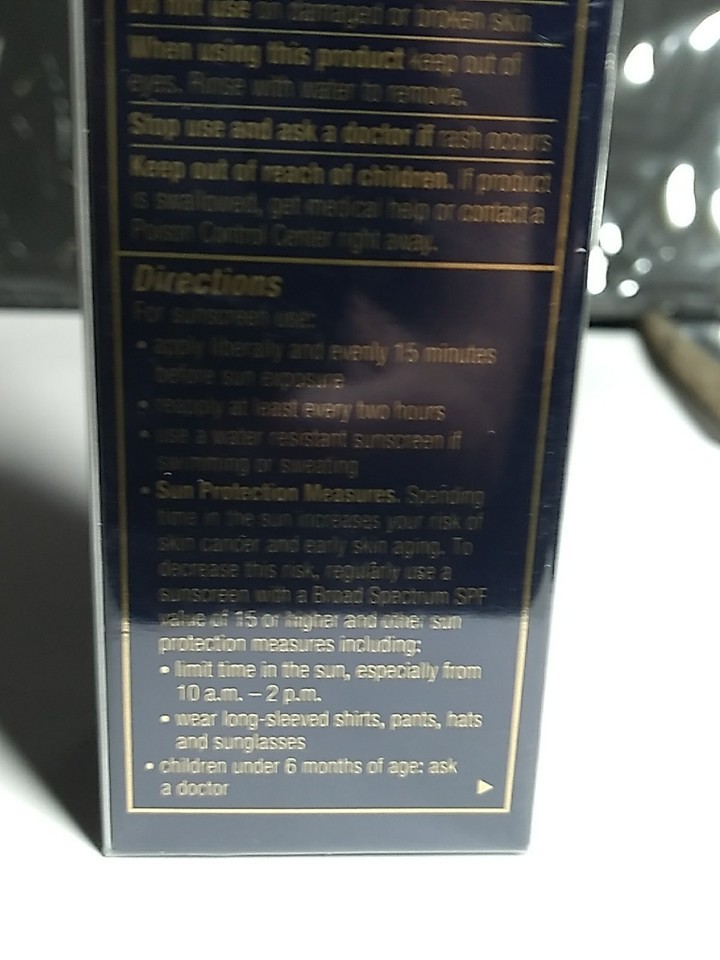 Do not use on damaged or broken skin
When using this product keep out of
eyes. Rinse with water to remove.
Stop use and ask a doctor if rash occurs
Keep out of reach of children. If product
is swallowed, get medical help or contact a
Poison Control Center right away.
Directions
For sunscreen use:
• apply liberally and evenly 15 minutes
before sun exposure
• reapply at least every two hours
• use a water resistant sunscreen if
swimming or sweating
• Sun Protection Measures. Spending
time in the sun increases your risk of
skin cancer and early skin aging. To
decrease this risk, regularly use a
sunscreen with a Broad Spectrum SPF
value of 15 or higher and other sun
protection measures including:
• limit time in the sun, especially from
10 a.m. – 2 p.m.
• wear long-sleeved shirts, pants, hats
and sunglasses
• children under 6 months of age: ask
a doctor